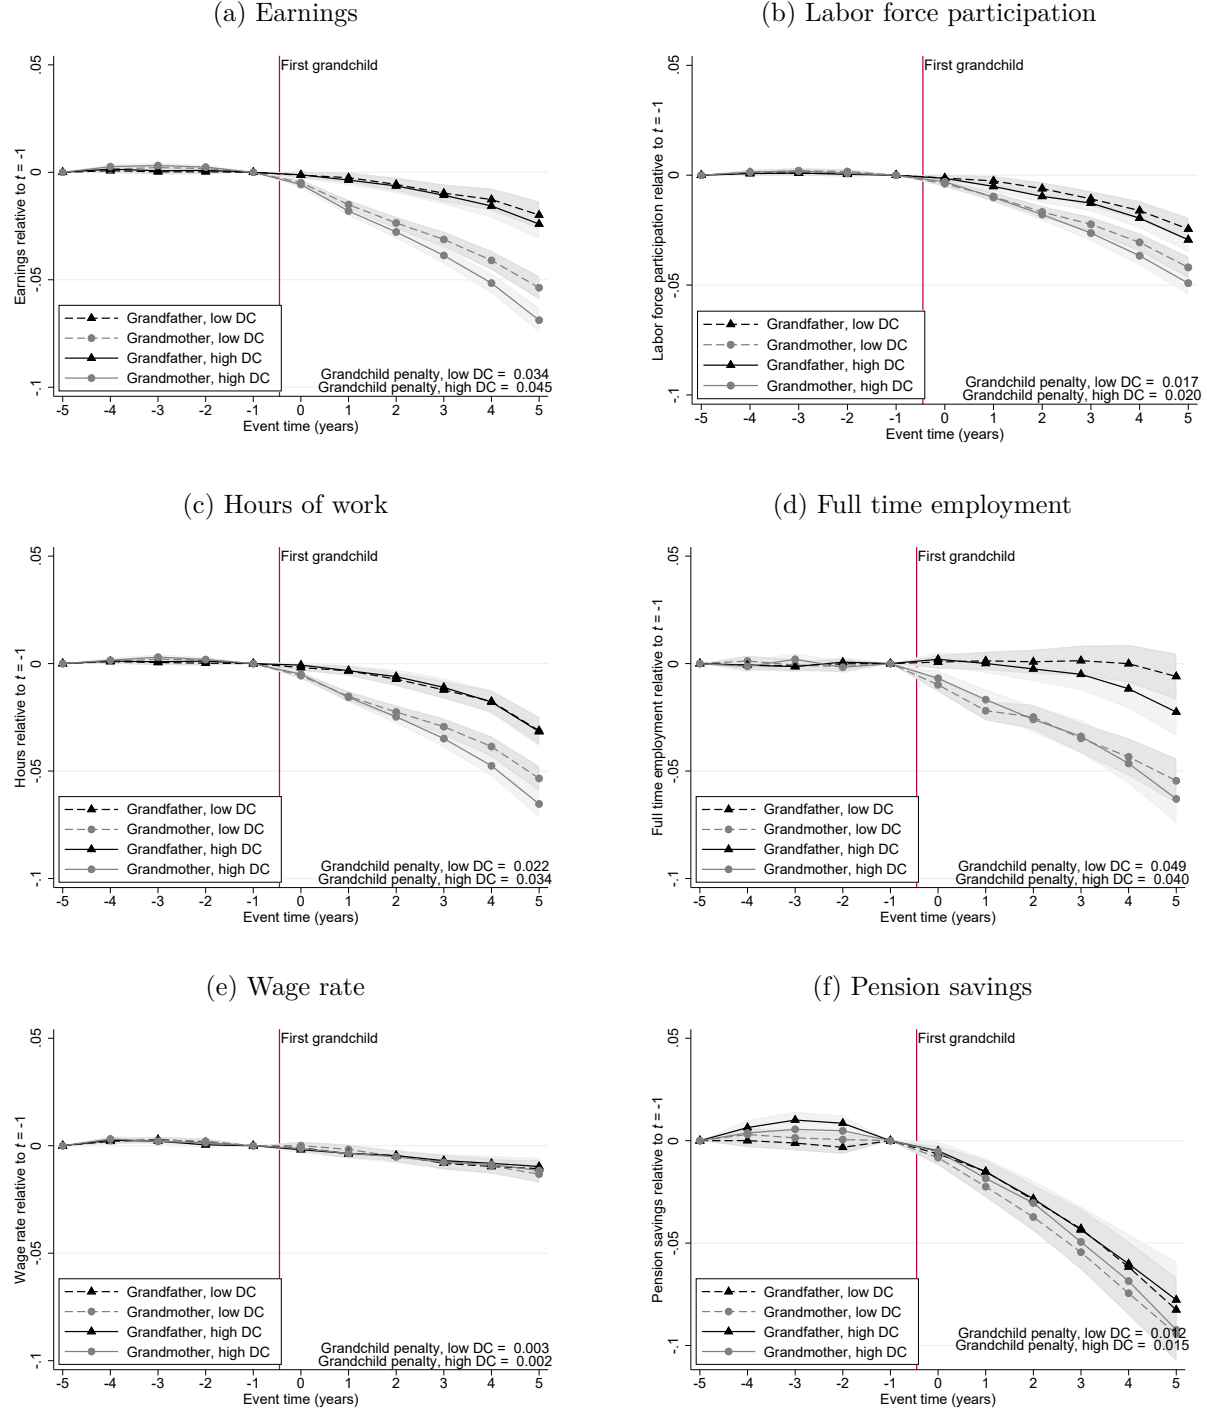 (a) Earnings
Earnings relative to t = -1
.05
0
-.05
-.1
First grandchild
Grandfather, low DC
Grandmother, low DC
Grandfather, high DC
Grandmother, high DC
Grandchild penalty, low DC = 0.034
Grandchild penalty, high DC = 0.045
-5 -4 -3 -2 -1 0 1 2 3 4 5
Event time (years)
(b) Labor force participation
Labor force participation relative to t = -1
.05
0
-.05
-.1
First grandchild
Grandfather, low DC
Grandmother, low DC
Grandfather, high DC
Grandmother, high DC
Grandchild penalty, low DC = 0.017
Grandchild penalty, high DC = 0.020
-5 -4 -3 -2 -1 0 1 2 3 4 5
Event time (years)
(c) Hours of work
Hours relative to t = -1
.05
0
-.05
-.1
First grandchild
Grandfather, low DC
Grandmother, low DC
Grandfather, high DC
Grandmother, high DC
Grandchild penalty, low DC = 0.022
Grandchild penalty, high DC = 0.034
-5 -4 -3 -2 -1 0 1 2 3 4 5
Event time (years)
(d) Full time employment
Full time employment relative to t = -1
.05
0
-.05
-.1
First grandchild
Grandfather, low DC
Grandmother, low DC
Grandfather, high DC
Grandmother, high DC
Grandchild penalty, low DC = 0.049
Grandchild penalty, high DC = 0.040
-5 -4 -3 -2 -1 0 1 2 3 4 5
Event time (years)
(e) Wage rate
Wage rate relative to t = -1
.05
0
-.05
-.1
First grandchild
Grandfather, low DC
Grandmother, low DC
Grandfather, high DC
Grandmother, high DC
Grandchild penalty, low DC = 0.003
Grandchild penalty, high DC = 0.002
-5 -4 -3 -2 -1 0 1 2 3 4 5
Event time (years)
(f) Pension savings
Pension savings relative to t = -1
.05
0
-.05
-.1
First grandchild
Grandfather, low DC
Grandmother, low DC
Grandfather, high DC
Grandmother, high DC
Grandchild penalty, low DC = 0.012
Grandchild penalty, high DC = 0.015
-5 -4 -3 -2 -1 0 1 2 3 4 5
Event time (years)